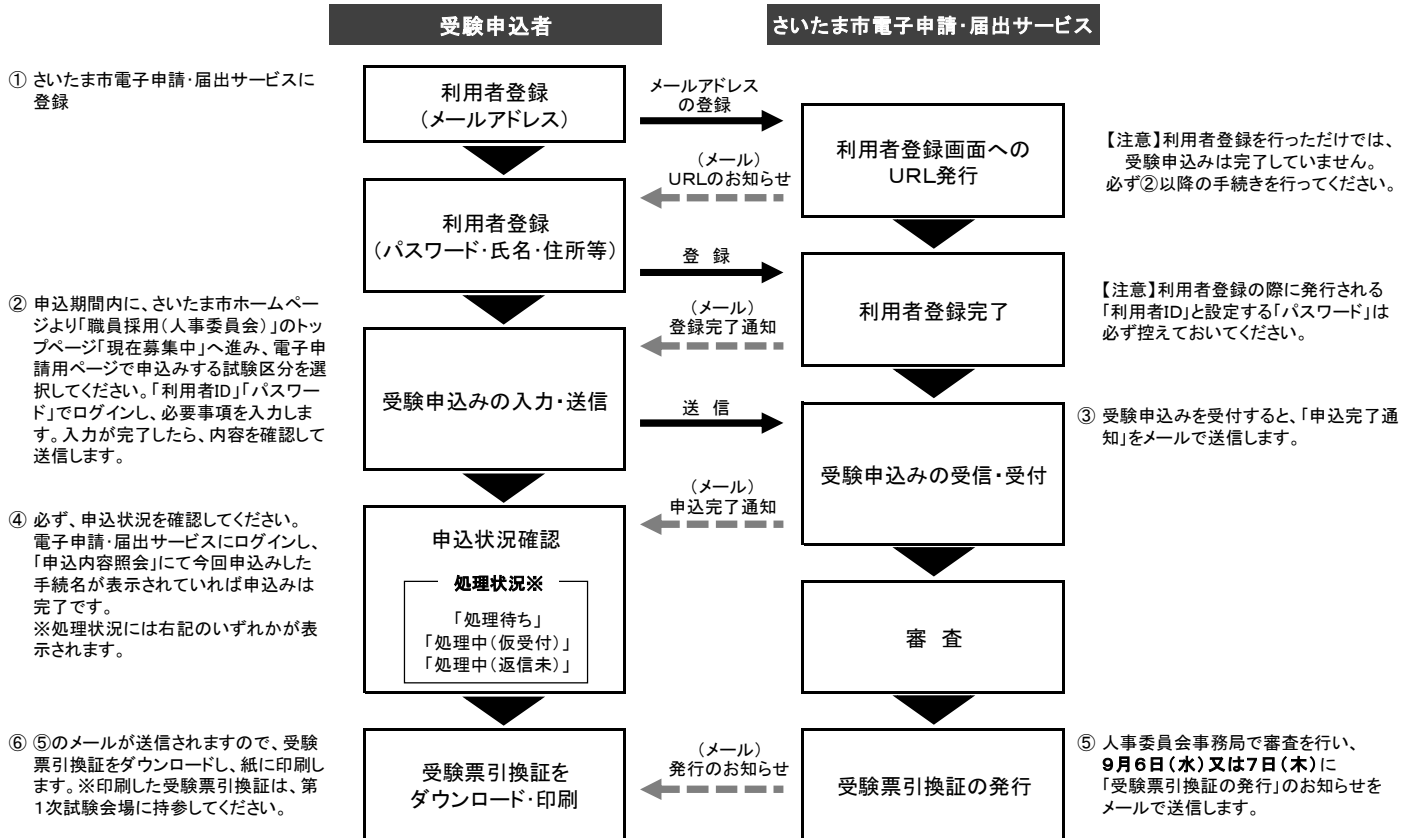 受験申込者
さいたま市電子申請・届出サービス
① さいたま市電子申請・届出サービスに
登録
利用者登録
（メールアドレス）
メールアドレス
の登録
利用者登録画面への
ＵＲＬ発行
（メール）
ＵＲＬのお知らせ
【注意】利用者登録を行っただけでは、
受験申込みは完了していません。
必ず②以降の手続きを行ってください。
利用者登録
（パスワード・氏名・住所等）
登 録
利用者登録完了
（メール）
登録完了通知
【注意】利用者登録の際に発行される
「利用者ID」と設定する「パスワード」は
必ず控えておいてください。
② 申込期間内に、さいたま市ホームペー
ジより「職員採用（人事委員会）」のトッ
プページ「現在募集中」へ進み、電子申
請用ページで申込みする試験区分を選
択してください。「利用者ID」「パスワー
ド」でログインし、必要事項を入力しま
す。入力が完了したら、内容を確認して
送信します。
受験申込みの入力・送信
送 信
受験申込みの受信・受付
（メール）
申込完了通知
③ 受験申込みを受付すると、「申込完了通
知」をメールで送信します。
④ 必ず、申込状況を確認してください。
電子申請・届出サービスにログインし、
「申込内容照会」にて今回申込みした
手続名が表示されていれば申込みは
完了です。
※処理状況には右記のいずれかが表
示されます。
申込状況確認
処理状況※
「処理待ち」
「処理中（仮受付）」
「処理中（返信未）」
審 査
⑥ ⑤のメールが送信されますので、受験
票引換証をダウンロードし、紙に印刷し
ます。※印刷した受験票引換証は、第
1次試験会場に持参してください。
受験票引換証を
ダウンロード・印刷
（メール）
発行のお知らせ
受験票引換証の発行
⑤ 人事委員会事務局で審査を行い、
９月６日（水）又は７日（木）に
「受験票引換証の発行」のお知らせを
メールで送信します。